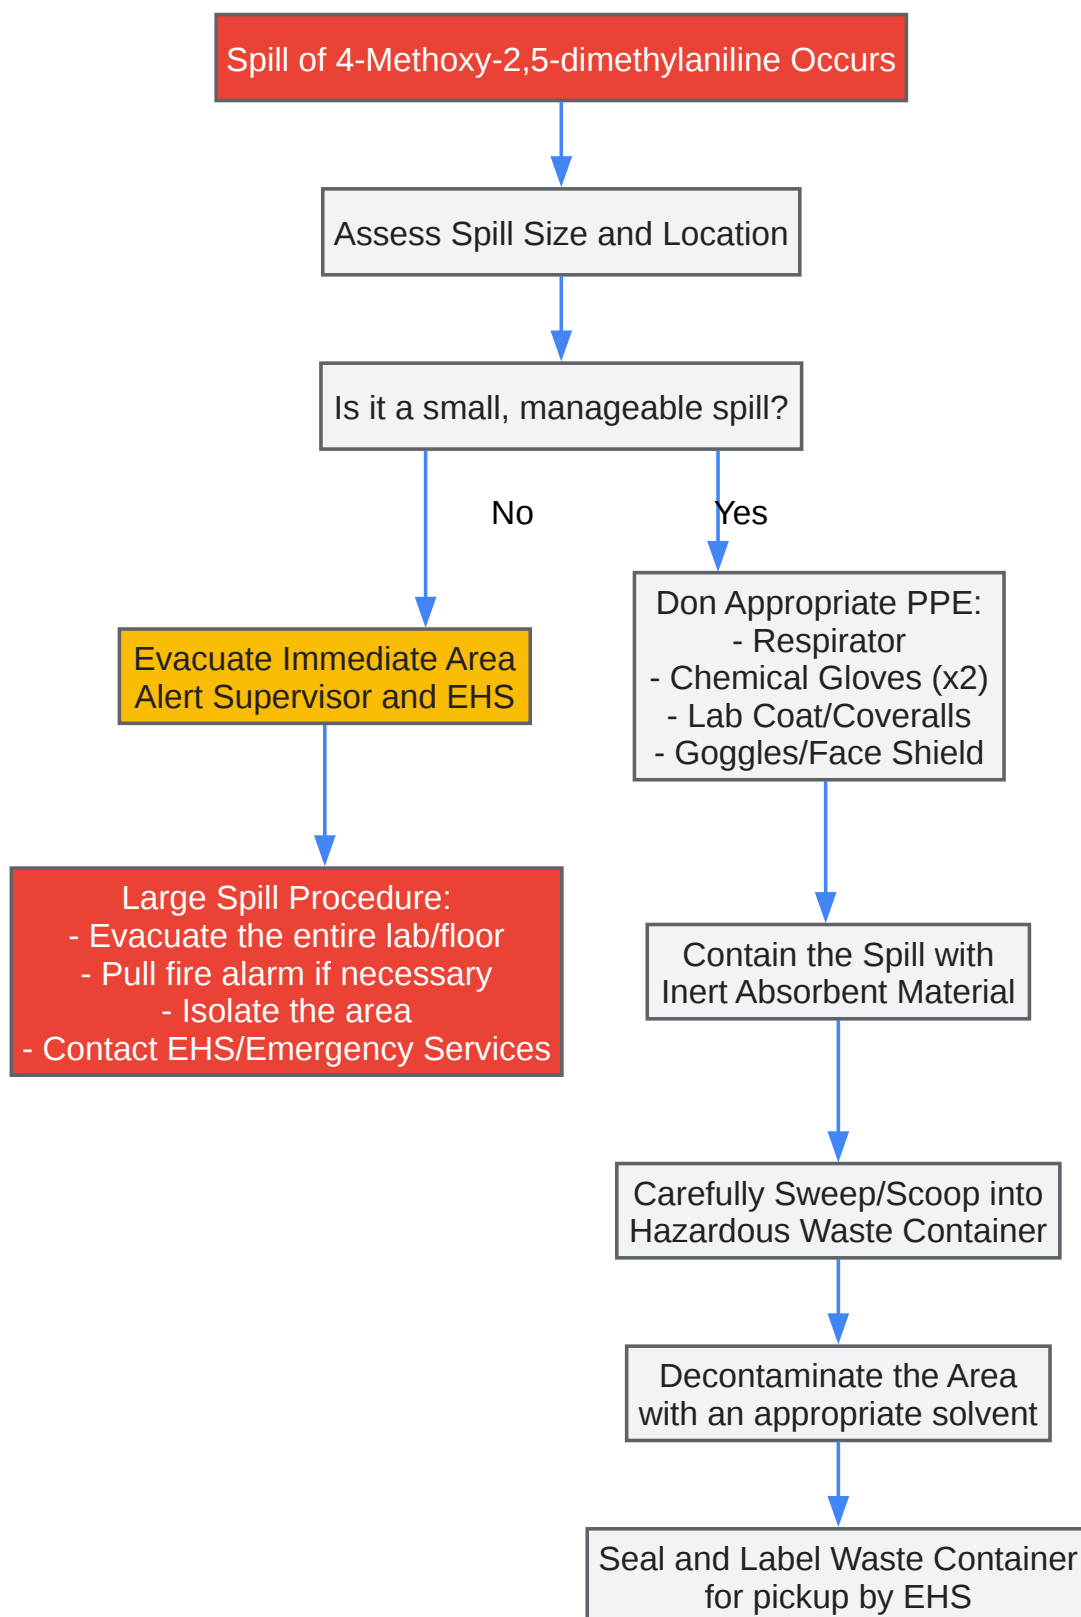 Spill of 4-Methoxy-2,5-dimethylaniline Occurs
Assess Spill Size and Location
Is it a small, manageable spill?
No
Yes
Evacuate Immediate Area
Alert Supervisor and EHS
Large Spill Procedure:
- Evacuate the entire lab/floor
- Pull fire alarm if necessary
- Isolate the area
- Contact EHS/Emergency Services
Don Appropriate PPE:
- Respirator
- Chemical Gloves (x2)
- Lab Coat/Coveralls
- Goggles/Face Shield
Contain the Spill with
Inert Absorbent Material
Carefully Sweep/Scoop into
Hazardous Waste Container
Decontaminate the Area
with an appropriate solvent
Seal and Label Waste Container
for pickup by EHS